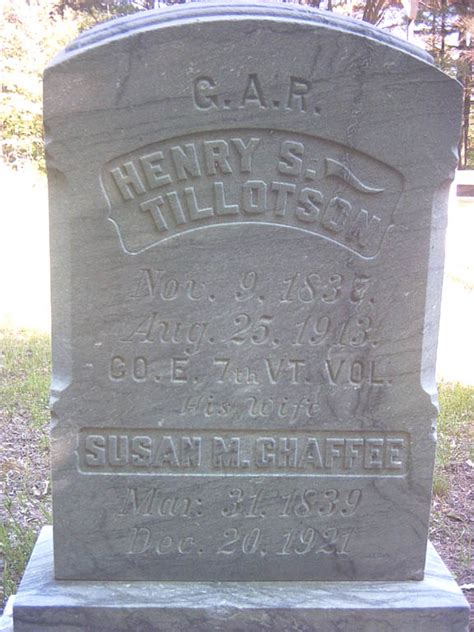 G.A.R.
HENRY S.
TILLOTSON
Nov. 9, 1837.
Aug. 25, 1913.
CO. E. 7th VT. VOL.
His Wife
SUSAN M. CHAFFEE
Mar. 31, 1839
Dec. 20, 1921